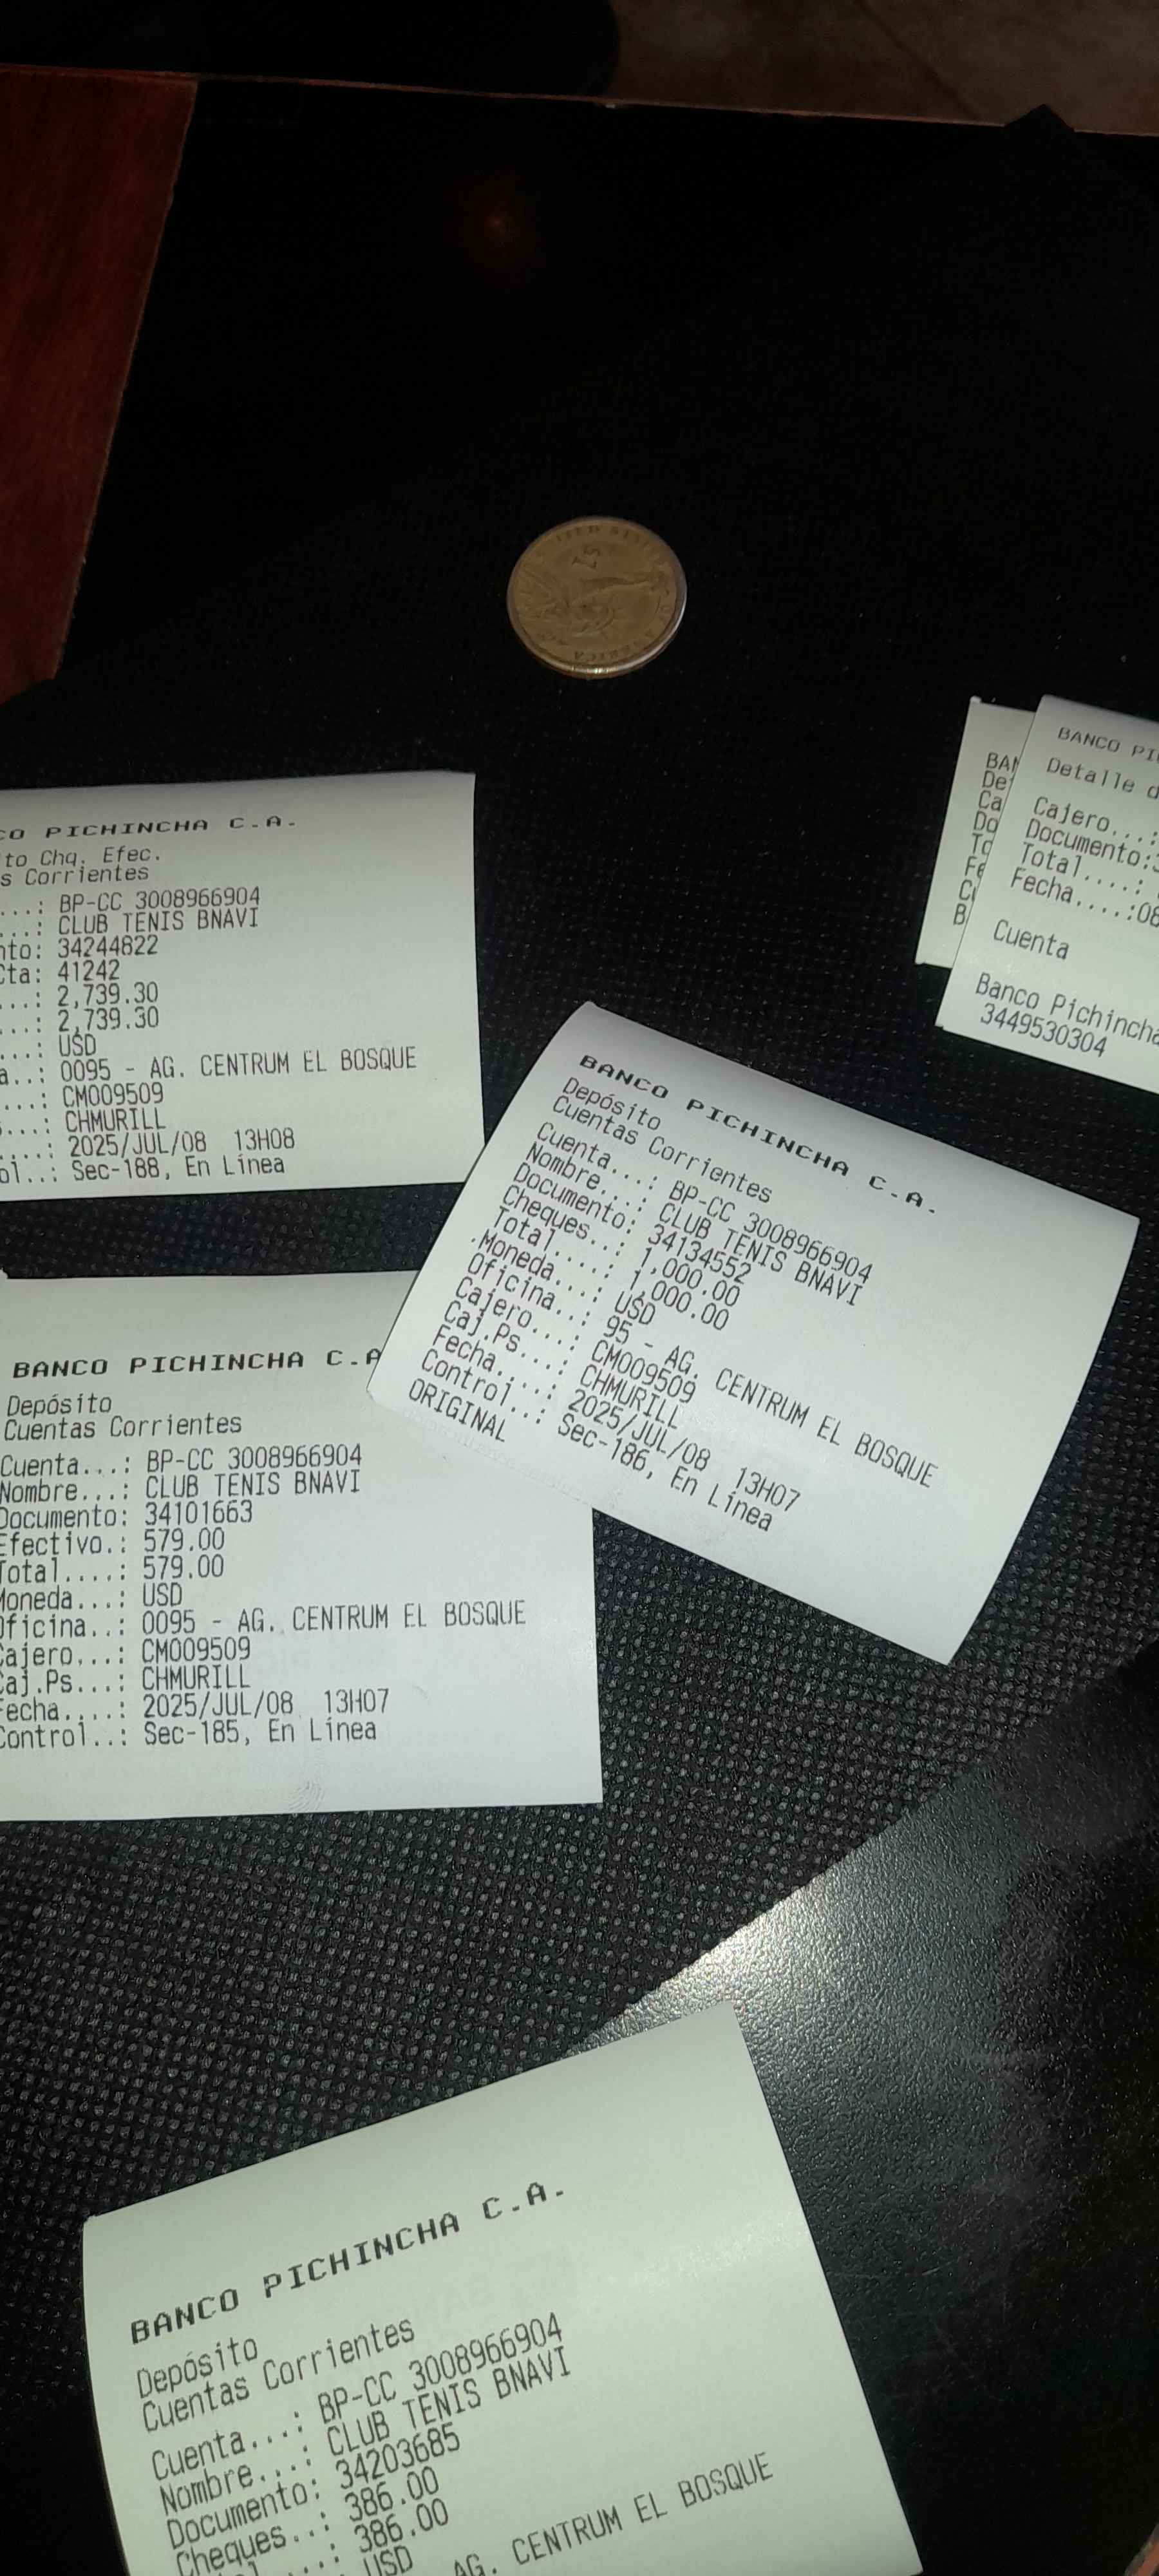 $1
CO PICHINCHA C.A.
to Chq. Efec.
s Corrientes
...: BP-CC 3008966904
....: CLUB TENIS BNAVI
nto: 34244822
Cta: 41242
...: 2,739.30
...: 2,739.30
....: USD
a..: 0095 - AG. CENTRUM EL BOSQUE
....: CM009509
s...: CHMURILL
....: 2025/JUL/08 13H08
ol..: Sec-188, En Línea
BANCO PI
Detalle d
Cajero...:
Documento:
Total....:
Fecha....:08
Cuenta
Banco Pichincha
3449530304
BANCO PICHINCHA C.A.
Depósito
Cuentas Corrientes
Cuenta...: BP-CC 3008966904
Nombre...: CLUB TENIS BNAVI
Documento: 34134552
Cheques..: 1,000.00
Total....: 1,000.00
Moneda...: USD
Oficina..: 95 - AG. CENTRUM EL BOSQUE
Cajero...: CM009509
Caj.Ps...: CHMURILL
Fecha....: 2025/JUL/08 13H07
Control..: Sec-186, En Línea
ORIGINAL
BANCO PICHINCHA C.A
Depósito
Cuentas Corrientes
Cuenta...: BP-CC 3008966904
Nombre...: CLUB TENIS BNAVI
Documento: 34101663
Efectivo.: 579.00
Total....: 579.00
Moneda...: USD
Oficina..: 0095 - AG. CENTRUM EL BOSQUE
Cajero...: CM009509
Caj.Ps...: CHMURILL
Fecha....: 2025/JUL/08 13H07
Control..: Sec-185, En Línea
BANCO PICHINCHA C.A.
Depósito
Cuentas Corrientes
Cuenta...: BP-CC 3008966904
Nombre...: CLUB TENIS BNAVI
Documento: 34203685
Cheques..: 386.00
....: 386.00
USD
AG. CENTRUM EL BOSQUE